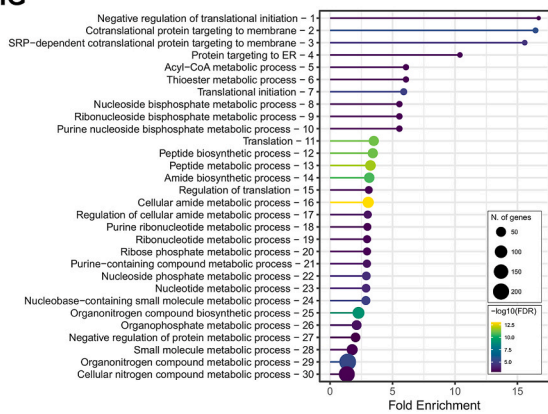 Negative regulation of translational initiation - 1
Cotranslational protein targeting to membrane - 2
SRP-dependent cotranslational protein targeting to membrane - 3
Protein targeting to ER - 4
Acyl-CoA metabolic process - 5
Thioester metabolic process - 6
Translational initiation - 7
Nucleoside bisphosphate metabolic process - 8
Ribonucleoside bisphosphate metabolic process - 9
Purine nucleoside bisphosphate metabolic process - 10
Translation - 11
Peptide biosynthetic process - 12
Peptide metabolic process - 13
Amide biosynthetic process - 14
Regulation of translation - 15
Cellular amide metabolic process - 16
Regulation of cellular amide metabolic process - 17
Purine ribonucleotide metabolic process - 18
Ribonucleotide metabolic process - 19
Ribose phosphate metabolic process - 20
Purine-containing compound metabolic process - 21
Nucleoside phosphate metabolic process - 22
Nucleotide metabolic process - 23
Nucleobase-containing small molecule metabolic process - 24
Organonitrogen compound biosynthetic process - 25
Organophosphate metabolic process - 26
Negative regulation of protein metabolic process - 27
Small molecule metabolic process - 28
Organonitrogen compound metabolic process - 29
Cellular nitrogen compound metabolic process - 30
N. of genes
50
100
150
200
-log10(FDR)
12.5
10.0
7.5
5.0
0 5 10 15
Fold Enrichment